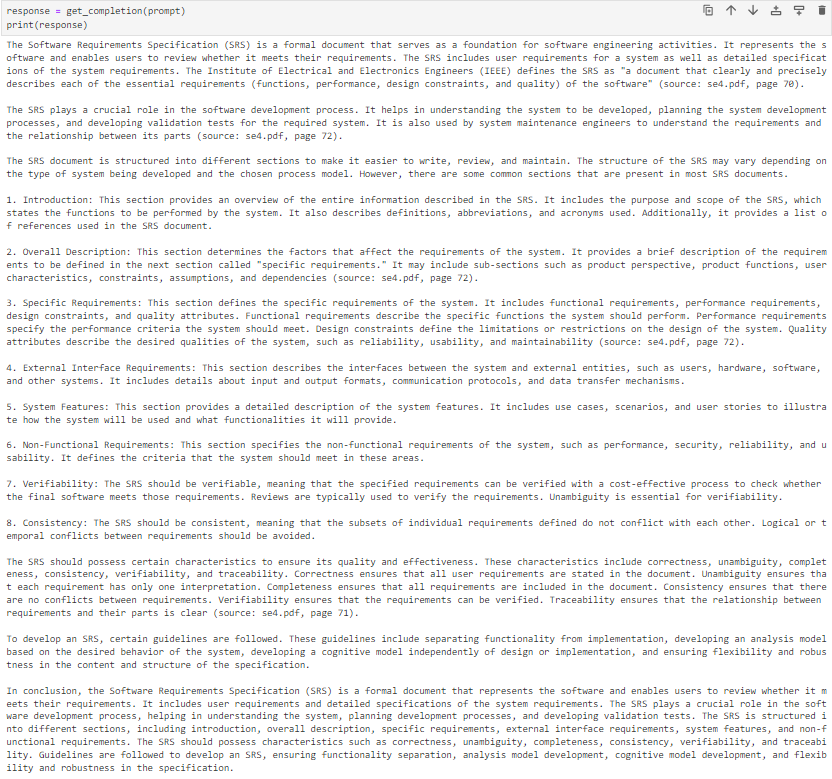 response = get_completion(prompt)
print(response)
The Software Requirements Specification (SRS) is a formal document that serves as a foundation for software engineering activities. It represents the s
oftware and enables users to review whether it meets their requirements. The SRS includes user requirements for a system as well as detailed specificat
ions of the system requirements. The Institute of Electrical and Electronics Engineers (IEEE) defines the SRS as "a document that clearly and precisely
describes each of the essential requirements (functions, performance, design constraints, and quality) of the software" (source: se4.pdf, page 70).
The SRS plays a crucial role in the software development process. It helps in understanding the system to be developed, planning the system development
processes, and developing validation tests for the required system. It is also used by system maintenance engineers to understand the requirements and
the relationship between its parts (source: se4.pdf, page 72).
The SRS document is structured into different sections to make it easier to write, review, and maintain. The structure of the SRS may vary depending on
the type of system being developed and the chosen process model. However, there are some common sections that are present in most SRS documents.
1. Introduction: This section provides an overview of the entire information described in the SRS. It includes the purpose and scope of the SRS, which
states the functions to be performed by the system. It also describes definitions, abbreviations, and acronyms used. Additionally, it provides a list o
f references used in the SRS document.
2. Overall Description: This section determines the factors that affect the requirements of the system. It provides a brief description of the requirem
ents to be defined in the next section called "specific requirements." It may include sub-sections such as product perspective, product functions, user
characteristics, constraints, assumptions, and dependencies (source: se4.pdf, page 72).
3. Specific Requirements: This section defines the specific requirements of the system. It includes functional requirements, performance requirements,
design constraints, and quality attributes. Functional requirements describe the specific functions the system should perform. Performance requirements
specify the performance criteria the system should meet. Design constraints define the limitations or restrictions on the design of the system. Quality
attributes describe the desired qualities of the system, such as reliability, usability, and maintainability (source: se4.pdf, page 72).
4. External Interface Requirements: This section describes the interfaces between the system and external entities, such as users, hardware, software,
and other systems. It includes details about input and output formats, communication protocols, and data transfer mechanisms.
5. System Features: This section provides a detailed description of the system features. It includes use cases, scenarios, and user stories to illustra
te how the system will be used and what functionalities it will provide.
6. Non-Functional Requirements: This section specifies the non-functional requirements of the system, such as performance, security, reliability, and u
sability. It defines the criteria that the system should meet in these areas.
7. Verifiability: The SRS should be verifiable, meaning that the specified requirements can be verified with a cost-effective process to check whether
the final software meets those requirements. Reviews are typically used to verify the requirements. Unambiguity is essential for verifiability.
8. Consistency: The SRS should be consistent, meaning that the subsets of individual requirements defined do not conflict with each other. Logical or t
emporal conflicts between requirements should be avoided.
The SRS should possess certain characteristics to ensure its quality and effectiveness. These characteristics include correctness, unambiguity, complet
eness, consistency, verifiability, and traceability. Correctness ensures that all user requirements are stated in the document. Unambiguity ensures tha
t each requirement has only one interpretation. Completeness ensures that all requirements are included in the document. Consistency ensures that there
are no conflicts between requirements. Verifiability ensures that the requirements can be verified. Traceability ensures that the relationship between
requirements and their parts is clear (source: se4.pdf, page 71).
To develop an SRS, certain guidelines are followed. These guidelines include separating functionality from implementation, developing an analysis model
based on the desired behavior of the system, developing a cognitive model independently of design or implementation, and ensuring flexibility and robus
tness in the content and structure of the specification.
In conclusion, the Software Requirements Specification (SRS) is a formal document that represents the software and enables users to review whether it m
eets their requirements. It includes user requirements and detailed specifications of the system requirements. The SRS plays a crucial role in the soft
ware development process, helping in understanding the system, planning development processes, and developing validation tests. The SRS is structured i
nto different sections, including introduction, overall description, specific requirements, external interface requirements, system features, and non-f
unctional requirements. The SRS should possess characteristics such as correctness, unambiguity, completeness, consistency, verifiability, and traceabi
lity. Guidelines are followed to develop an SRS, ensuring functionality separation, analysis model development, cognitive model development, and flexib
ility and robustness in the specification.